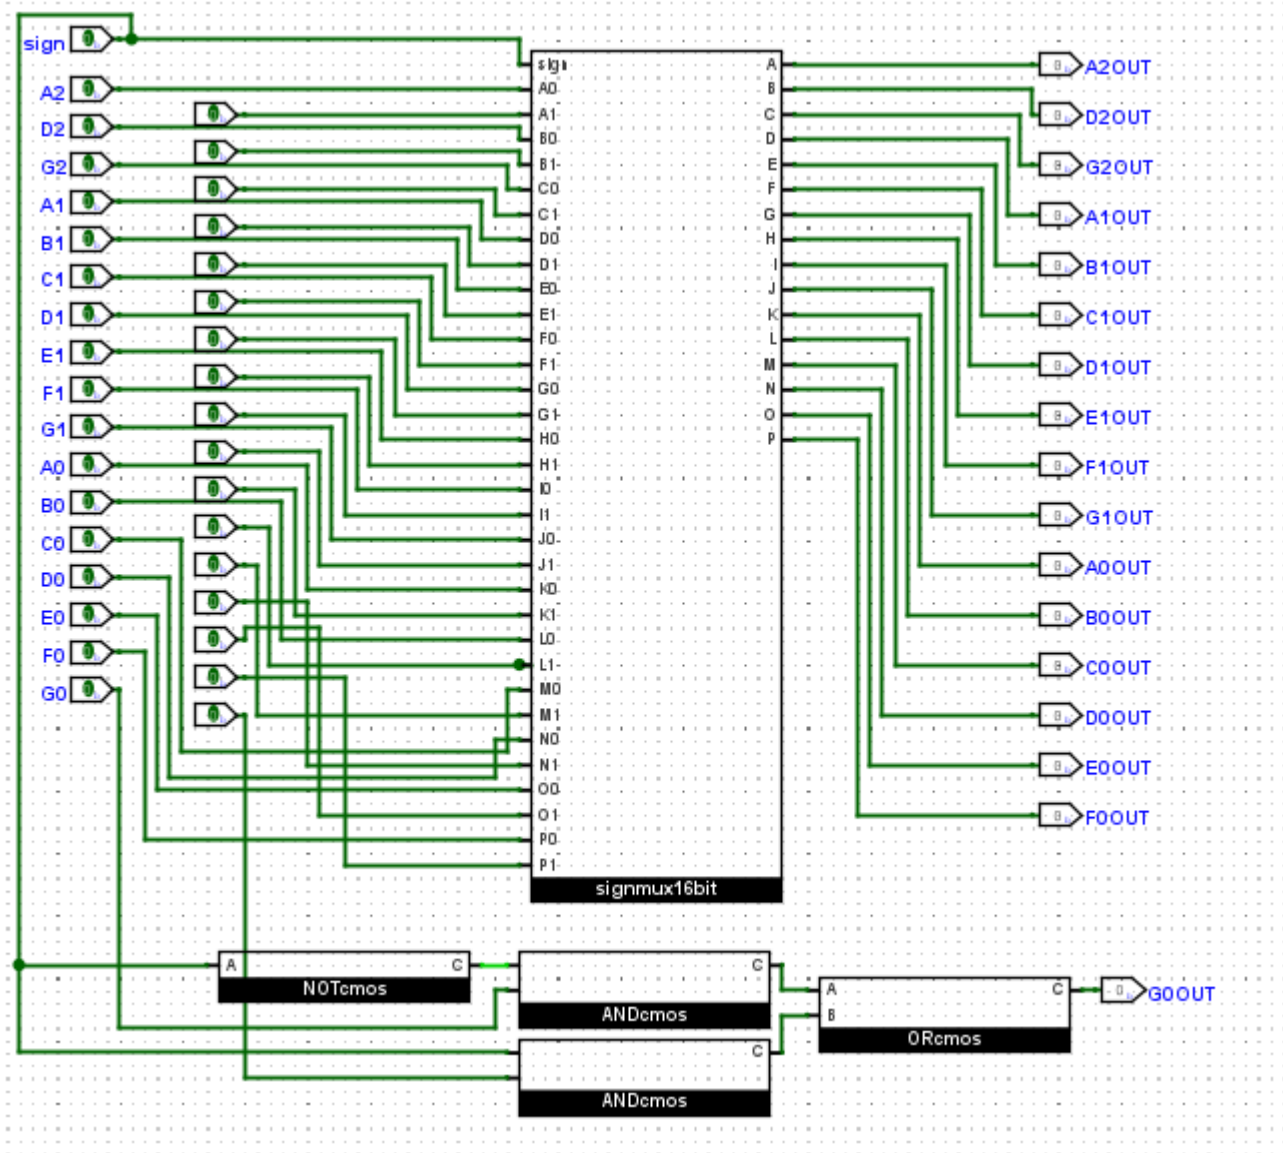 sign
A2
D2
G2
A1
B1
C1
D1
E1
F1
G1
A0
B0
C0
D0
E0
F0
G0
sign
A0
A1
B0
B1
C0
C1
D0
D1
E0
E1
F0
F1
G0
G1
H0
H1
I0
I1
J0
J1
K0
K1
L0
L1
M0
M1
N0
N1
O0
O1
P0
P1
A
B
C
D
E
F
G
H
I
J
K
L
M
N
O
P
signmux16bit
A2OUT
D2OUT
G2OUT
A1OUT
B1OUT
C1OUT
D1OUT
E1OUT
F1OUT
G1OUT
A0OUT
B0OUT
C0OUT
D0OUT
E0OUT
F0OUT
A C
NOTcmos
C
ANDcmos
C
ANDcmos
A C
B
ORcmos
G0OUT